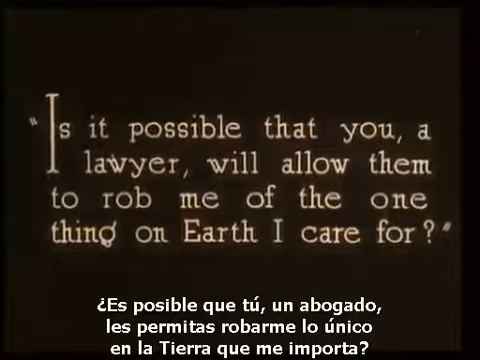 "Is it possible that you, a
lawyer, will allow them
to rob me of the one
thing on Earth I care for?"
¿Es posible que tú, un abogado,
les permitas robarme lo único
en la Tierra que me importa?